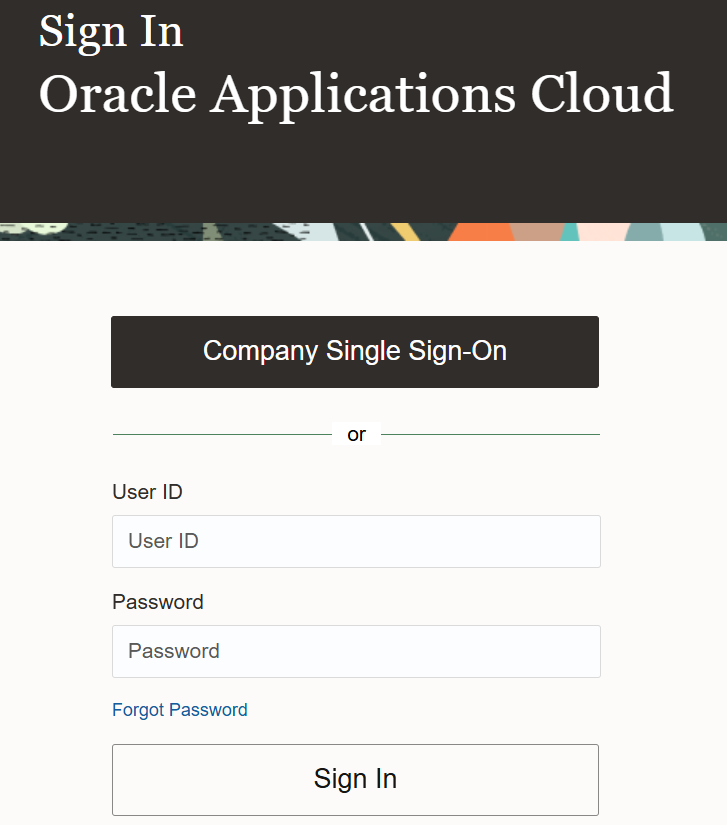 Sign In
Oracle Applications Cloud
Company Single Sign-On
or
User ID
User ID
Password
Password
Forgot Password
Sign In